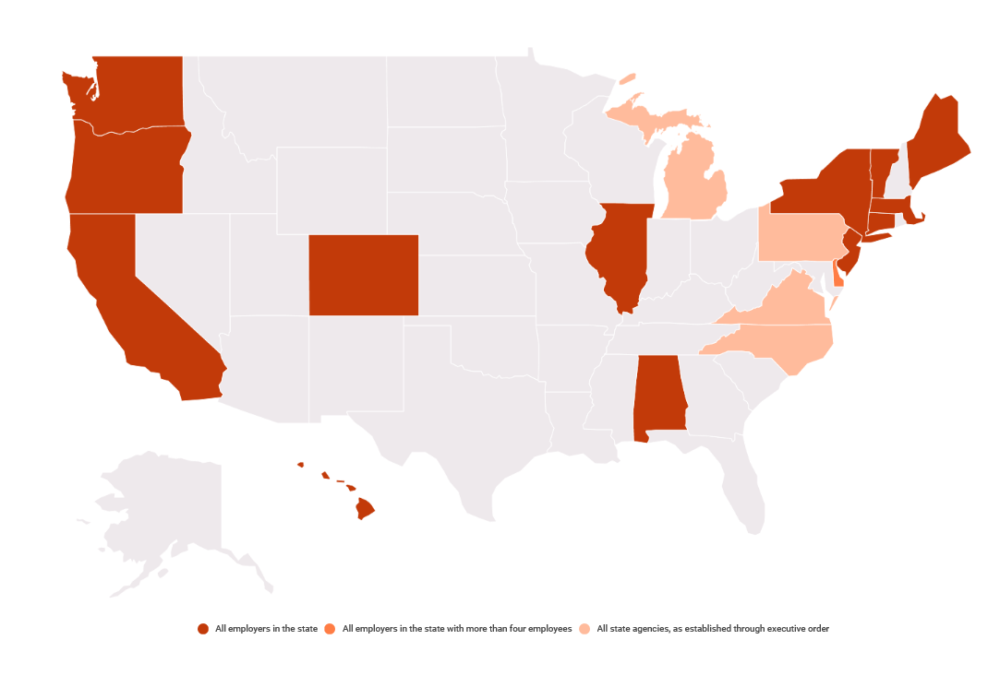 All employers in the state All employers in the state with more than four employees All state agencies, as established through executive order